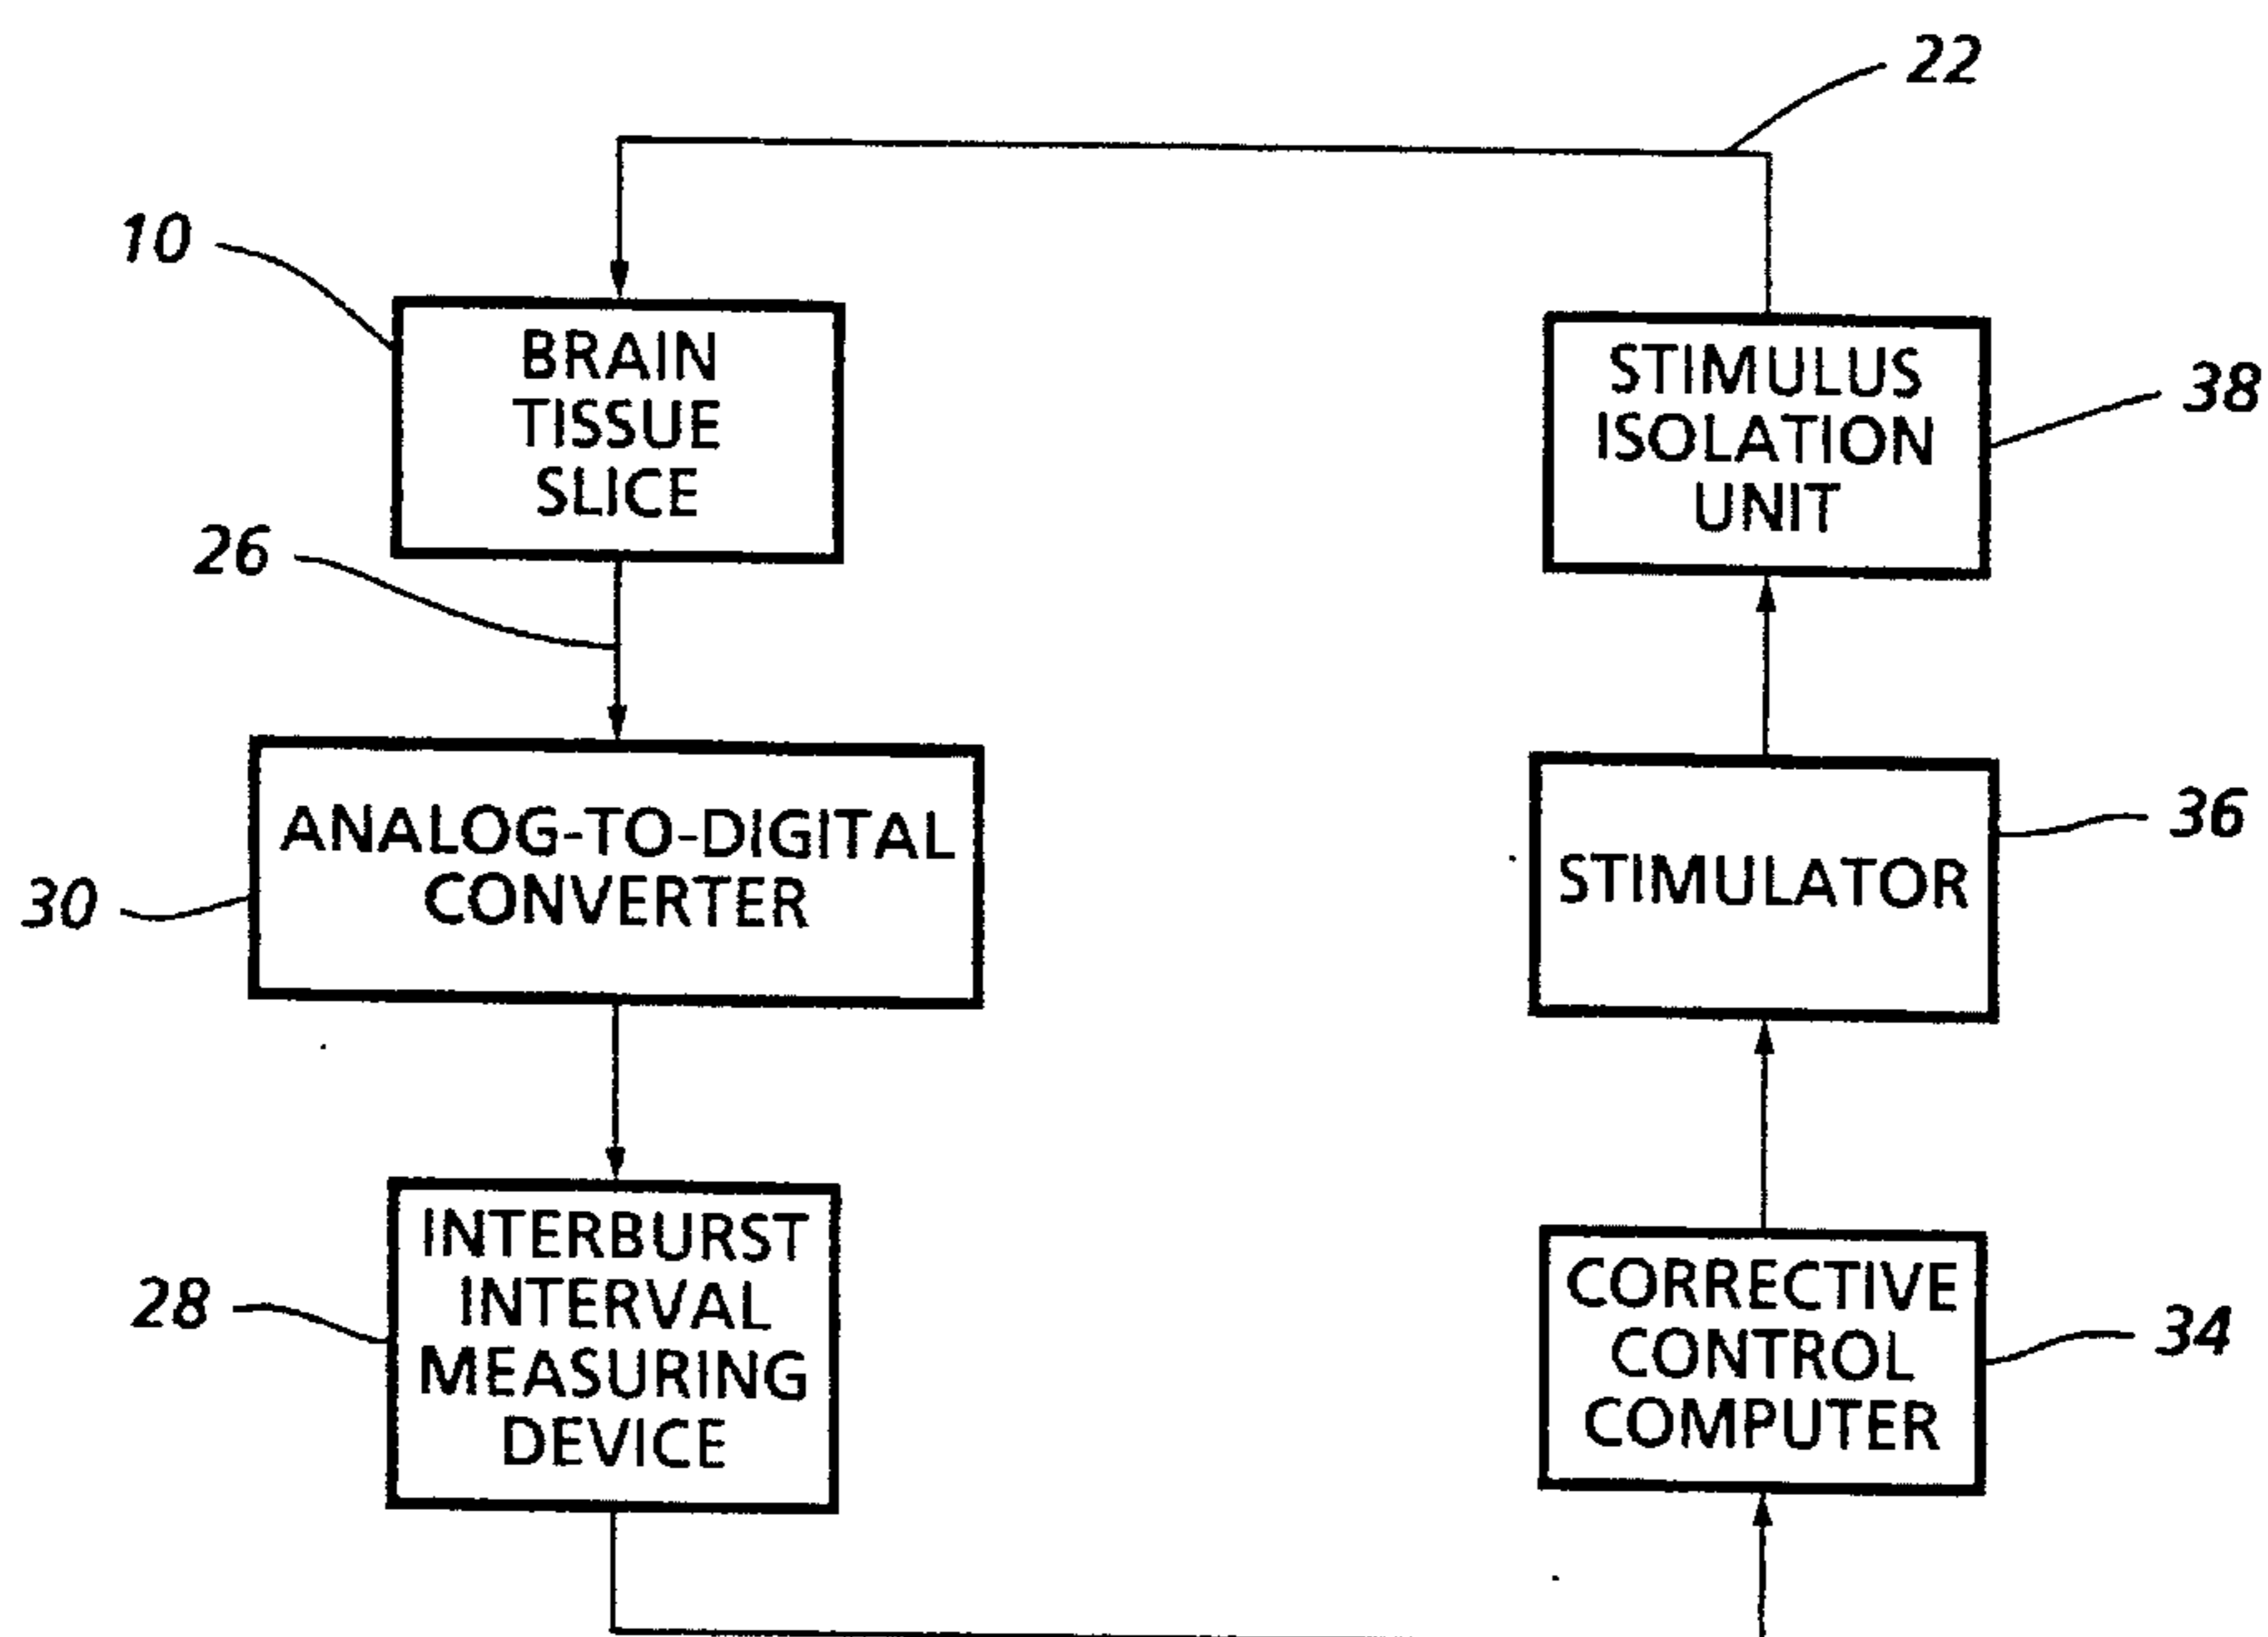 22
10
BRAIN
TISSUE
SLICE
STIMULUS
ISOLATION
UNIT
38
26
ANALOG-TO-DIGITAL
CONVERTER
30
STIMULATOR
36
INTERBURST
INTERVAL
MEASURING
DEVICE
28
CORRECTIVE
CONTROL
COMPUTER
34